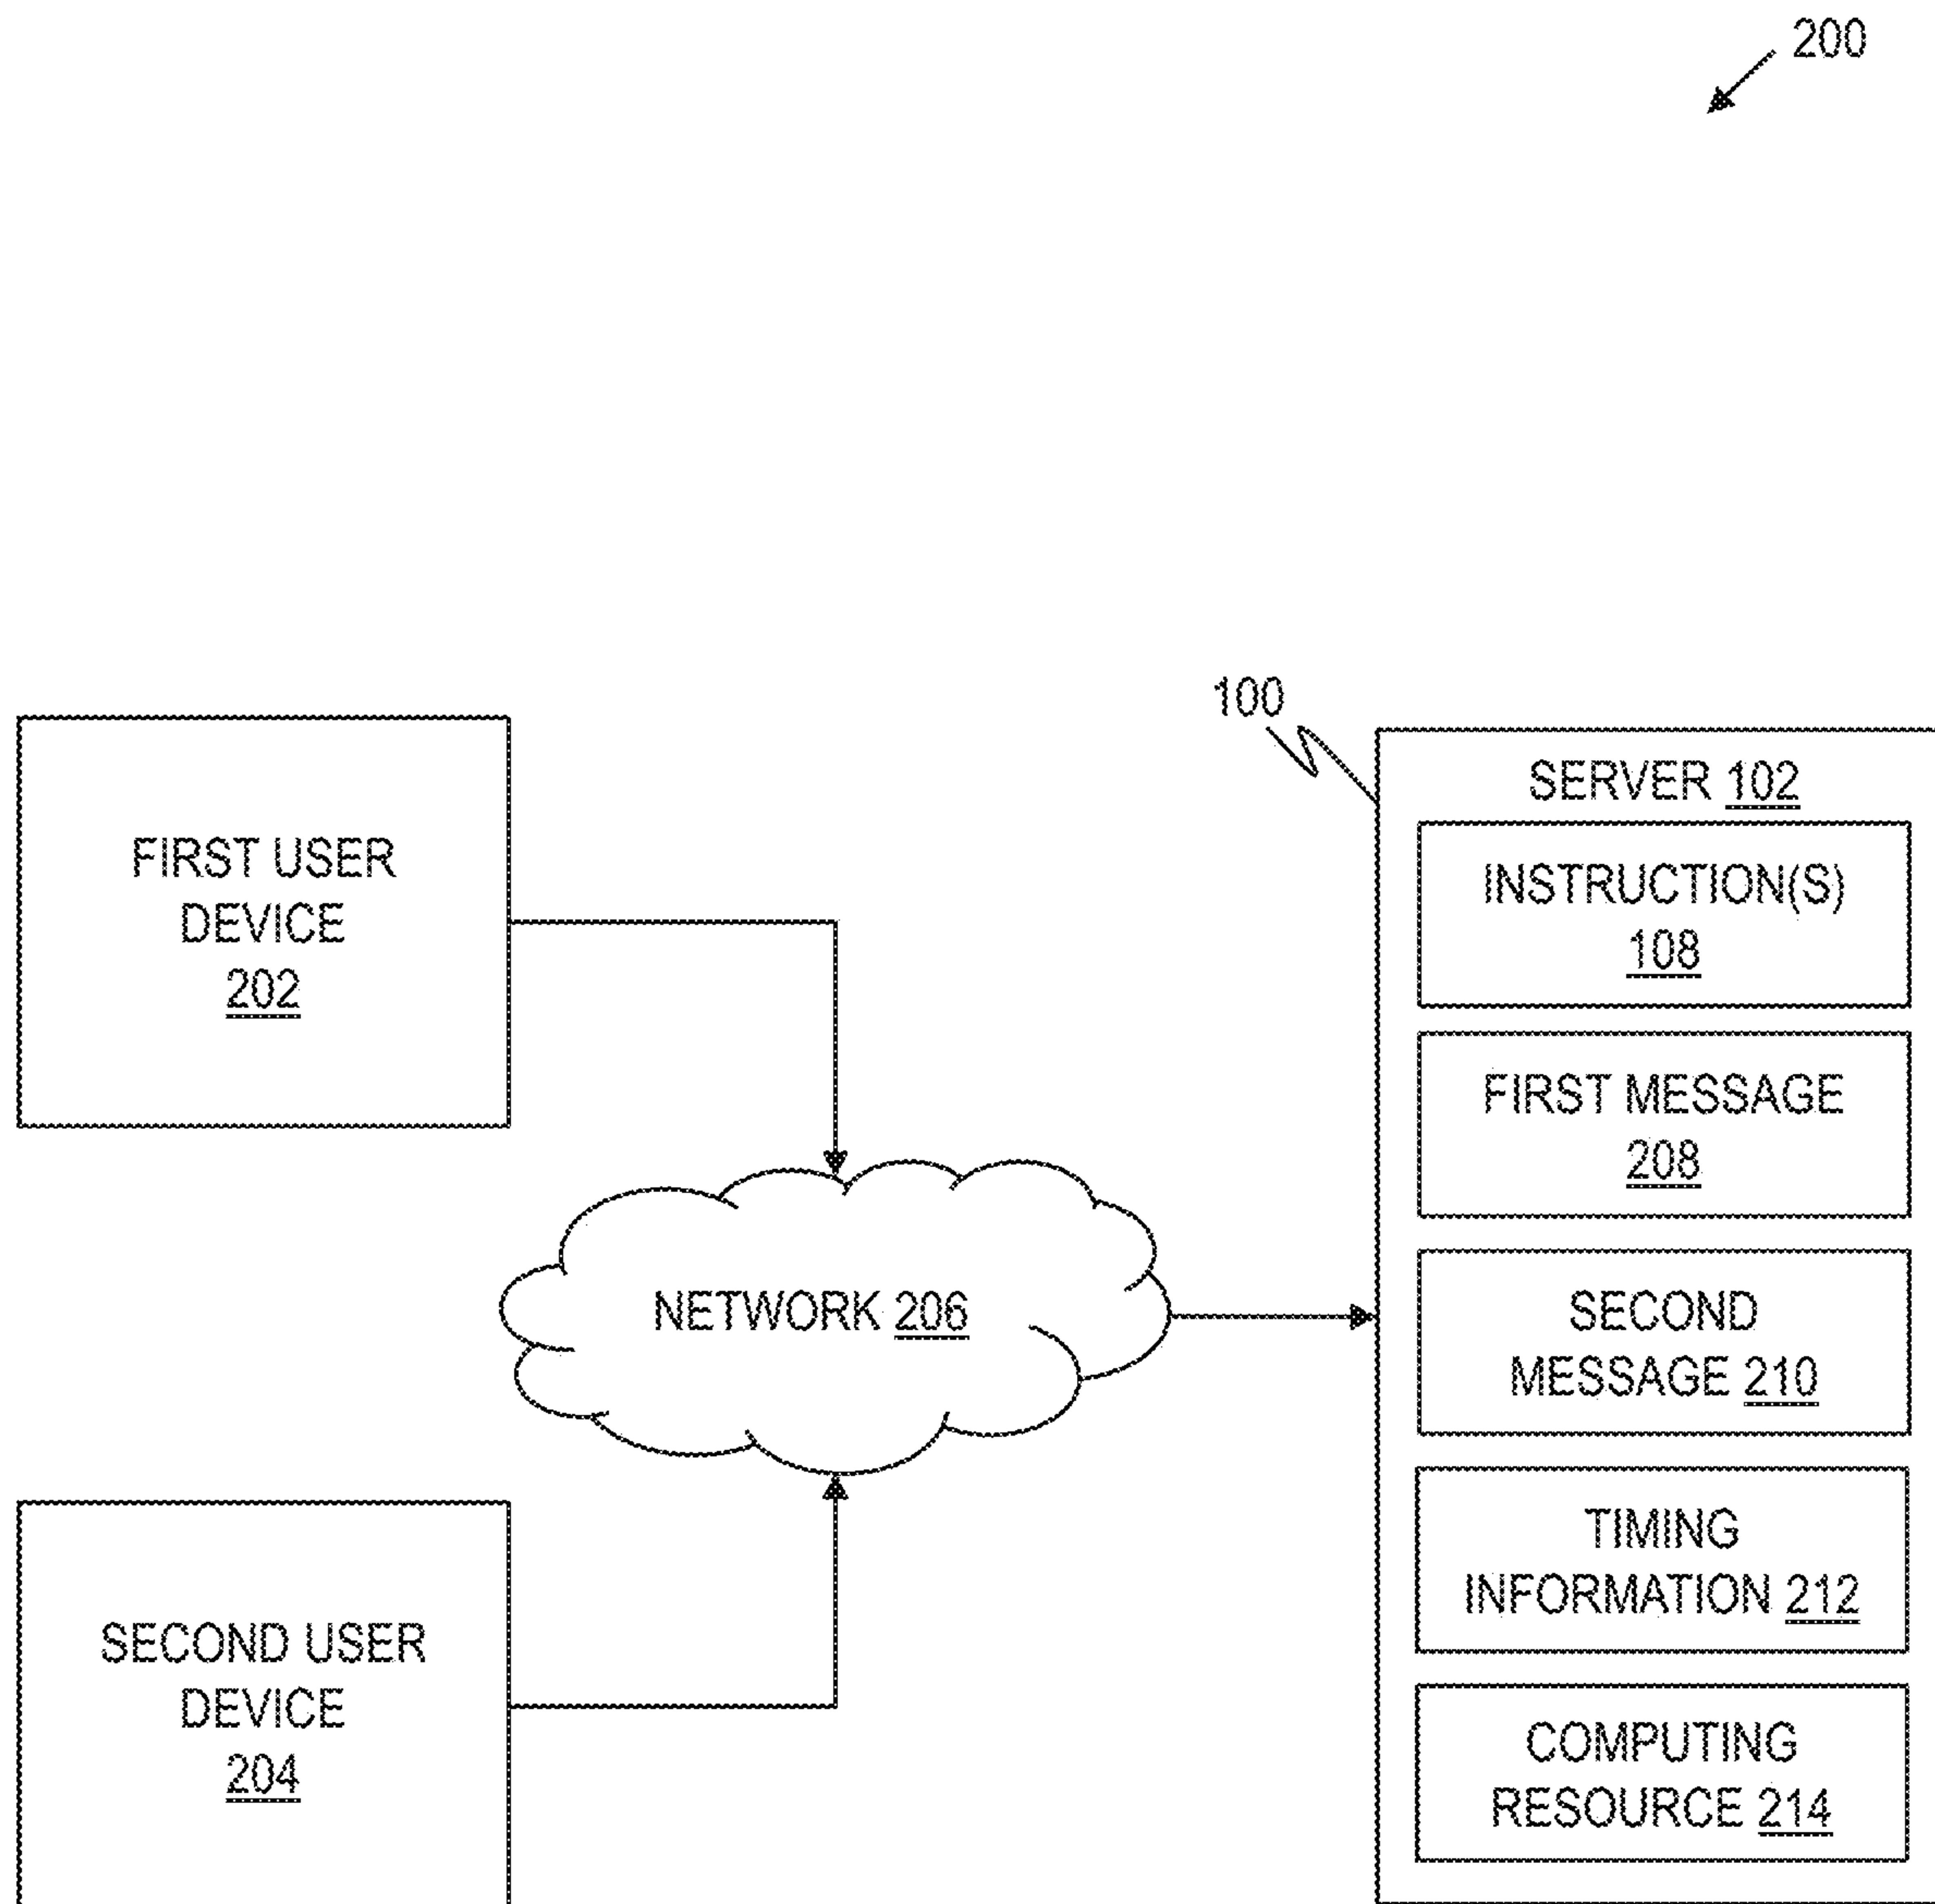 200
100
FIRST USER
DEVICE
202
NETWORK 206
SECOND USER
DEVICE
204
SERVER 102
INSTRUCTION(S)
108
FIRST MESSAGE
208
SECOND
MESSAGE 210
TIMING
INFORMATION 212
COMPUTING
RESOURCE 214